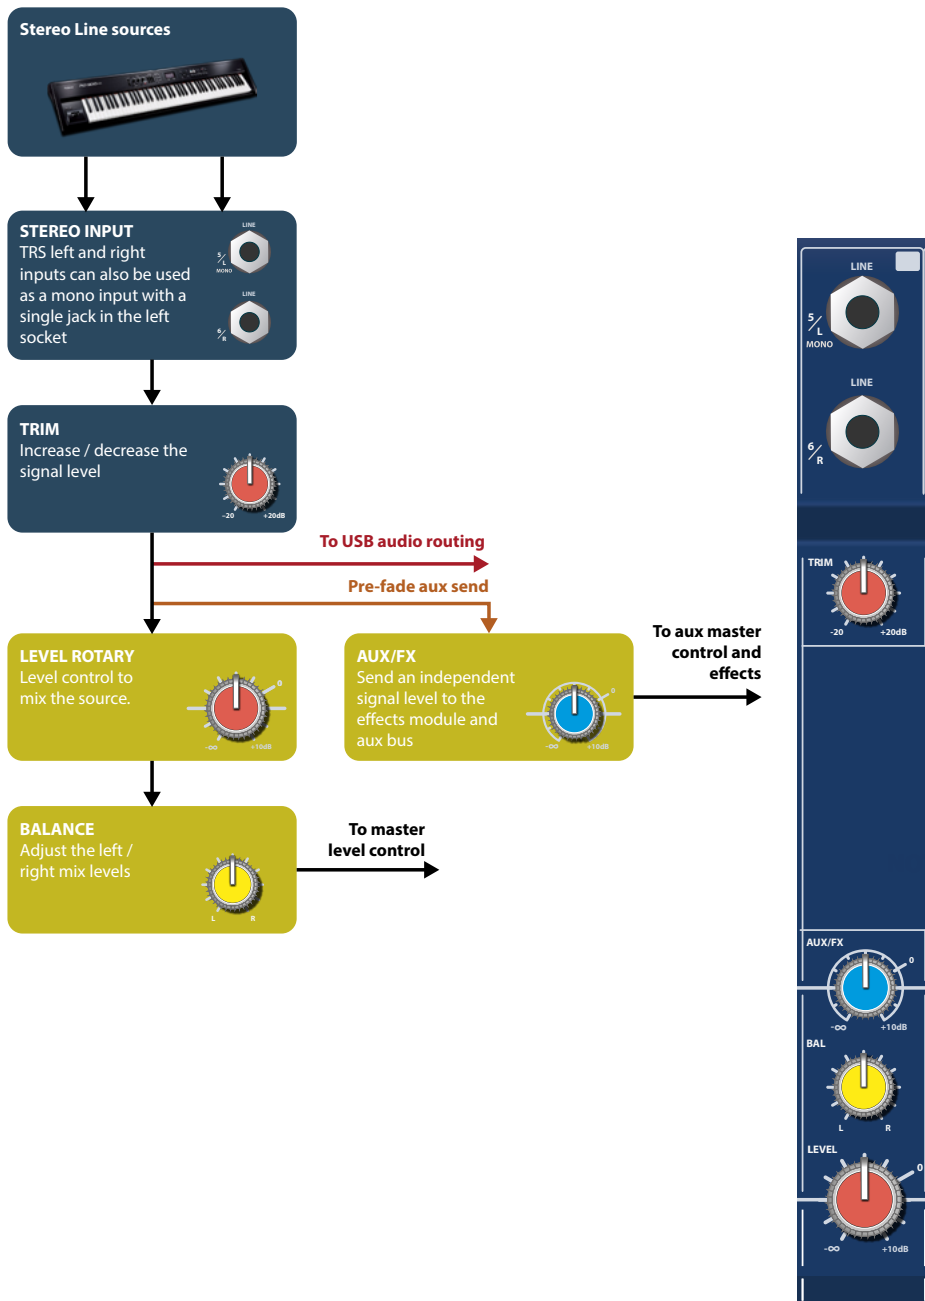 Stereo Line sources
STEREO INPUT
TRS left and right
inputs can also be used
as a mono input with a
single jack in the left
socket
LINE
5/L
MONO
LINE
6/R
TRIM
Increase / decrease the
signal level
-20 +20dB
To USB audio routing
Pre-fade aux send
LEVEL ROTARY
Level control to
mix the source.
0
-∞ +10dB
AUX/FX
Send an independent
signal level to the
effects module and
aux bus
0
-∞ +10dB
To aux master
control and
effects
BALANCE
Adjust the left /
right mix levels
L R
To master
level control
LINE
5/L
MONO
LINE
6/R
TRIM
-20 +20dB
AUX/FX
0
-∞ +10dB
BAL
L R
LEVEL
0
-∞ +10dB